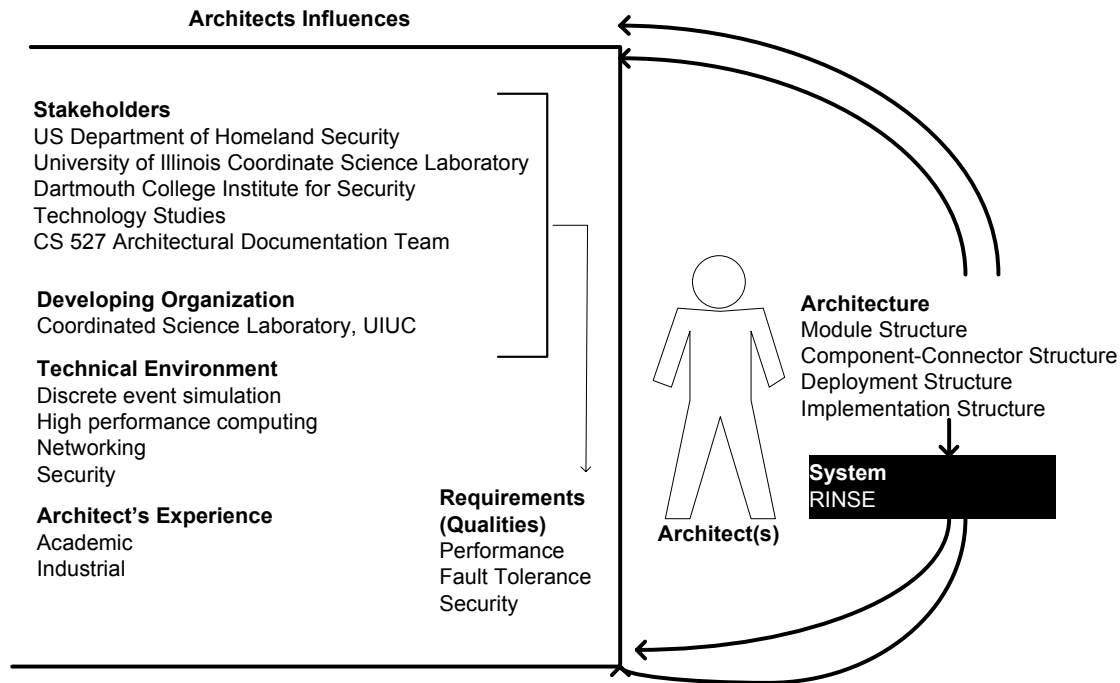 Architects Influences
Stakeholders
US Department of Homeland Security
University of Illinois Coordinate Science Laboratory
Dartmouth College Institute for Security
Technology Studies
CS 527 Architectural Documentation Team
Developing Organization
Coordinated Science Laboratory, UIUC
Technical Environment
Discrete event simulation
High performance computing
Networking
Security
Architect's Experience
Academic
Industrial
Requirements
(Qualities)
Performance
Fault Tolerance
Security
Architect(s)
Architecture
Module Structure
Component-Connector Structure
Deployment Structure
Implementation Structure
System
RINSE